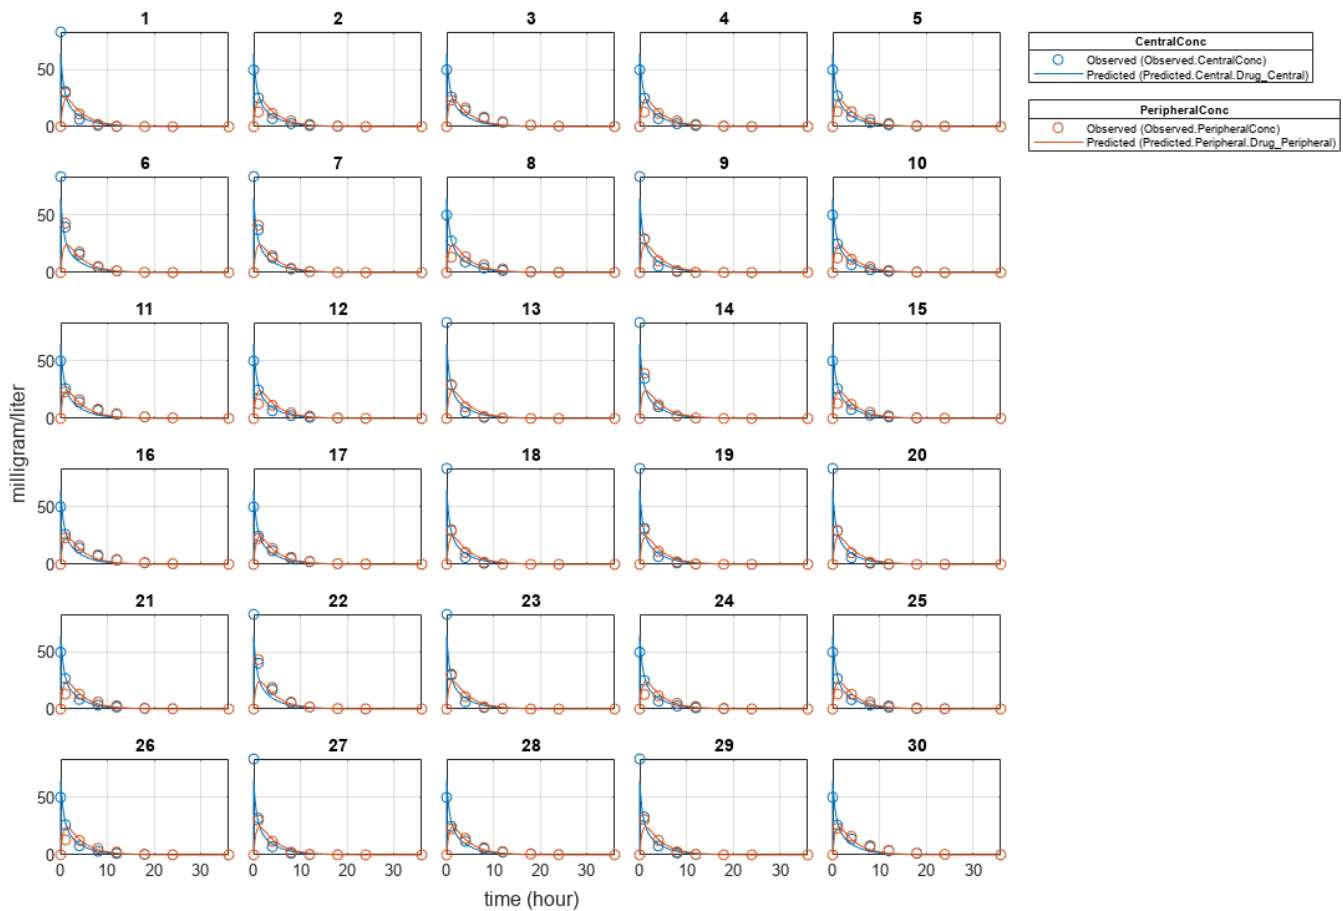 1 2 3 4 5
50
0
CentralConc
Observed (Observed.CentralConc)
Predicted (Predicted.Central.Drug_Central)
PeripheralConc
Observed (Observed.PeripheralConc)
Predicted (Predicted.Peripheral.Drug_Peripheral)
6 7 8 9 10
50
0
11 12 13 14 15
50
0
milligram/liter
16 17 18 19 20
50
0
21 22 23 24 25
50
0
26 27 28 29 30
50
0
0 10 20 30 0 10 20 30 0 10 20 30 0 10 20 30 0 10 20 30
time (hour)